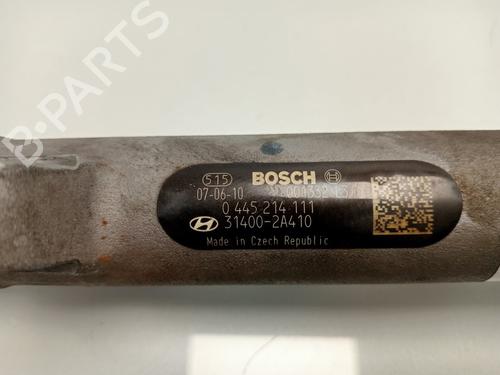 B-PARTS
515 BOSCH
07-06-10
0 445 214 111
31400-2A410
Made in Czech Republic